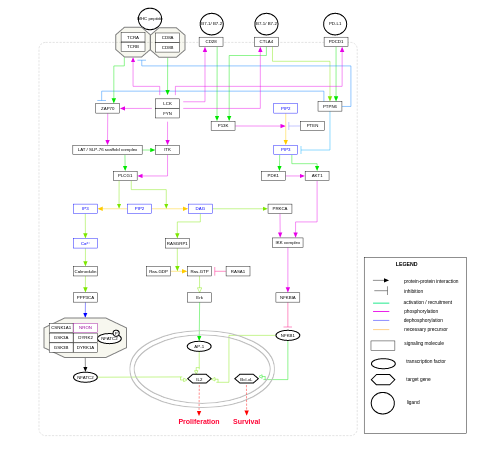 MHC peptide
B7-1/ B7-2
B7-1/ B7-2
PD-L1
TCRA
TCRB
CD3A
CD3B
CD28
CTLA4
PDCD1
ZAP70
LCK
FYN
PI3K
PIP2
PTEN
PTPN6
LAT / SLP-76 scaffold complex
ITK
PIP3
PLCG1
PDK1
AKT1
IP3
PIP2
DAG
PRKCA
Ca²⁺
RASGRP1
IKK complex
Calmodulin
Ras-GDP
Ras-GTP
RASA1
PPP3CA
Erk
NFKBIA
CSNK1A1
NRON
GSK3A
DYRK2
GSK3B
DYRK3A
NFATC2
P
AP-1
NFKB1
NFATC2
IL2
Bcl-xL
Proliferation
Survival
LEGEND
protein-protein interaction
inhibition
activation / recruitment
phosphorylation
dephosphorylation
necessary precursor
signaling molecule
transcription factor
target gene
ligand